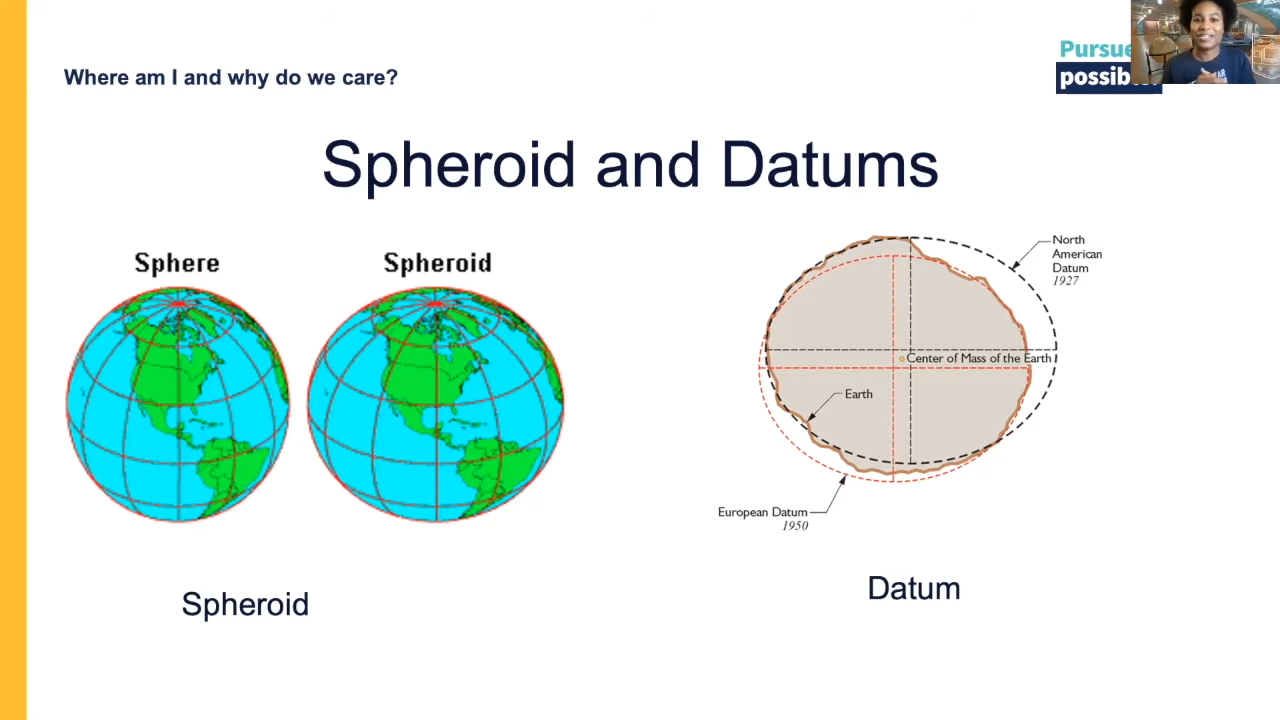 Where am I and why do we care?
Pursue
possib
Spheroid and Datums
Sphere
Spheroid
North
American
Datum
1927
Center of Mass of the Earth
Earth
European Datum
1950
Spheroid
Datum